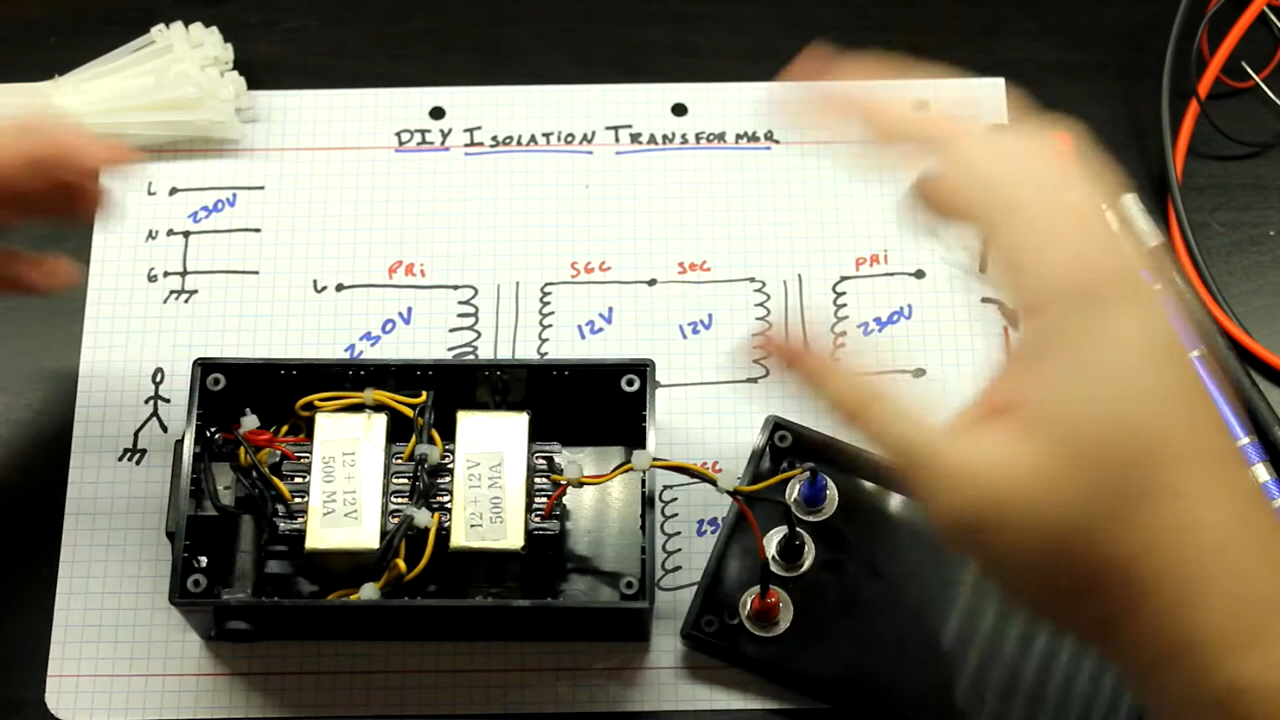 DIY ISOLATION TRANSFORMER
L
230V
N
G
PRi SEC SEC PRi
L
230V 12V 12V 230V
12 + 12V
500 MA
12 + 12V
500 MA